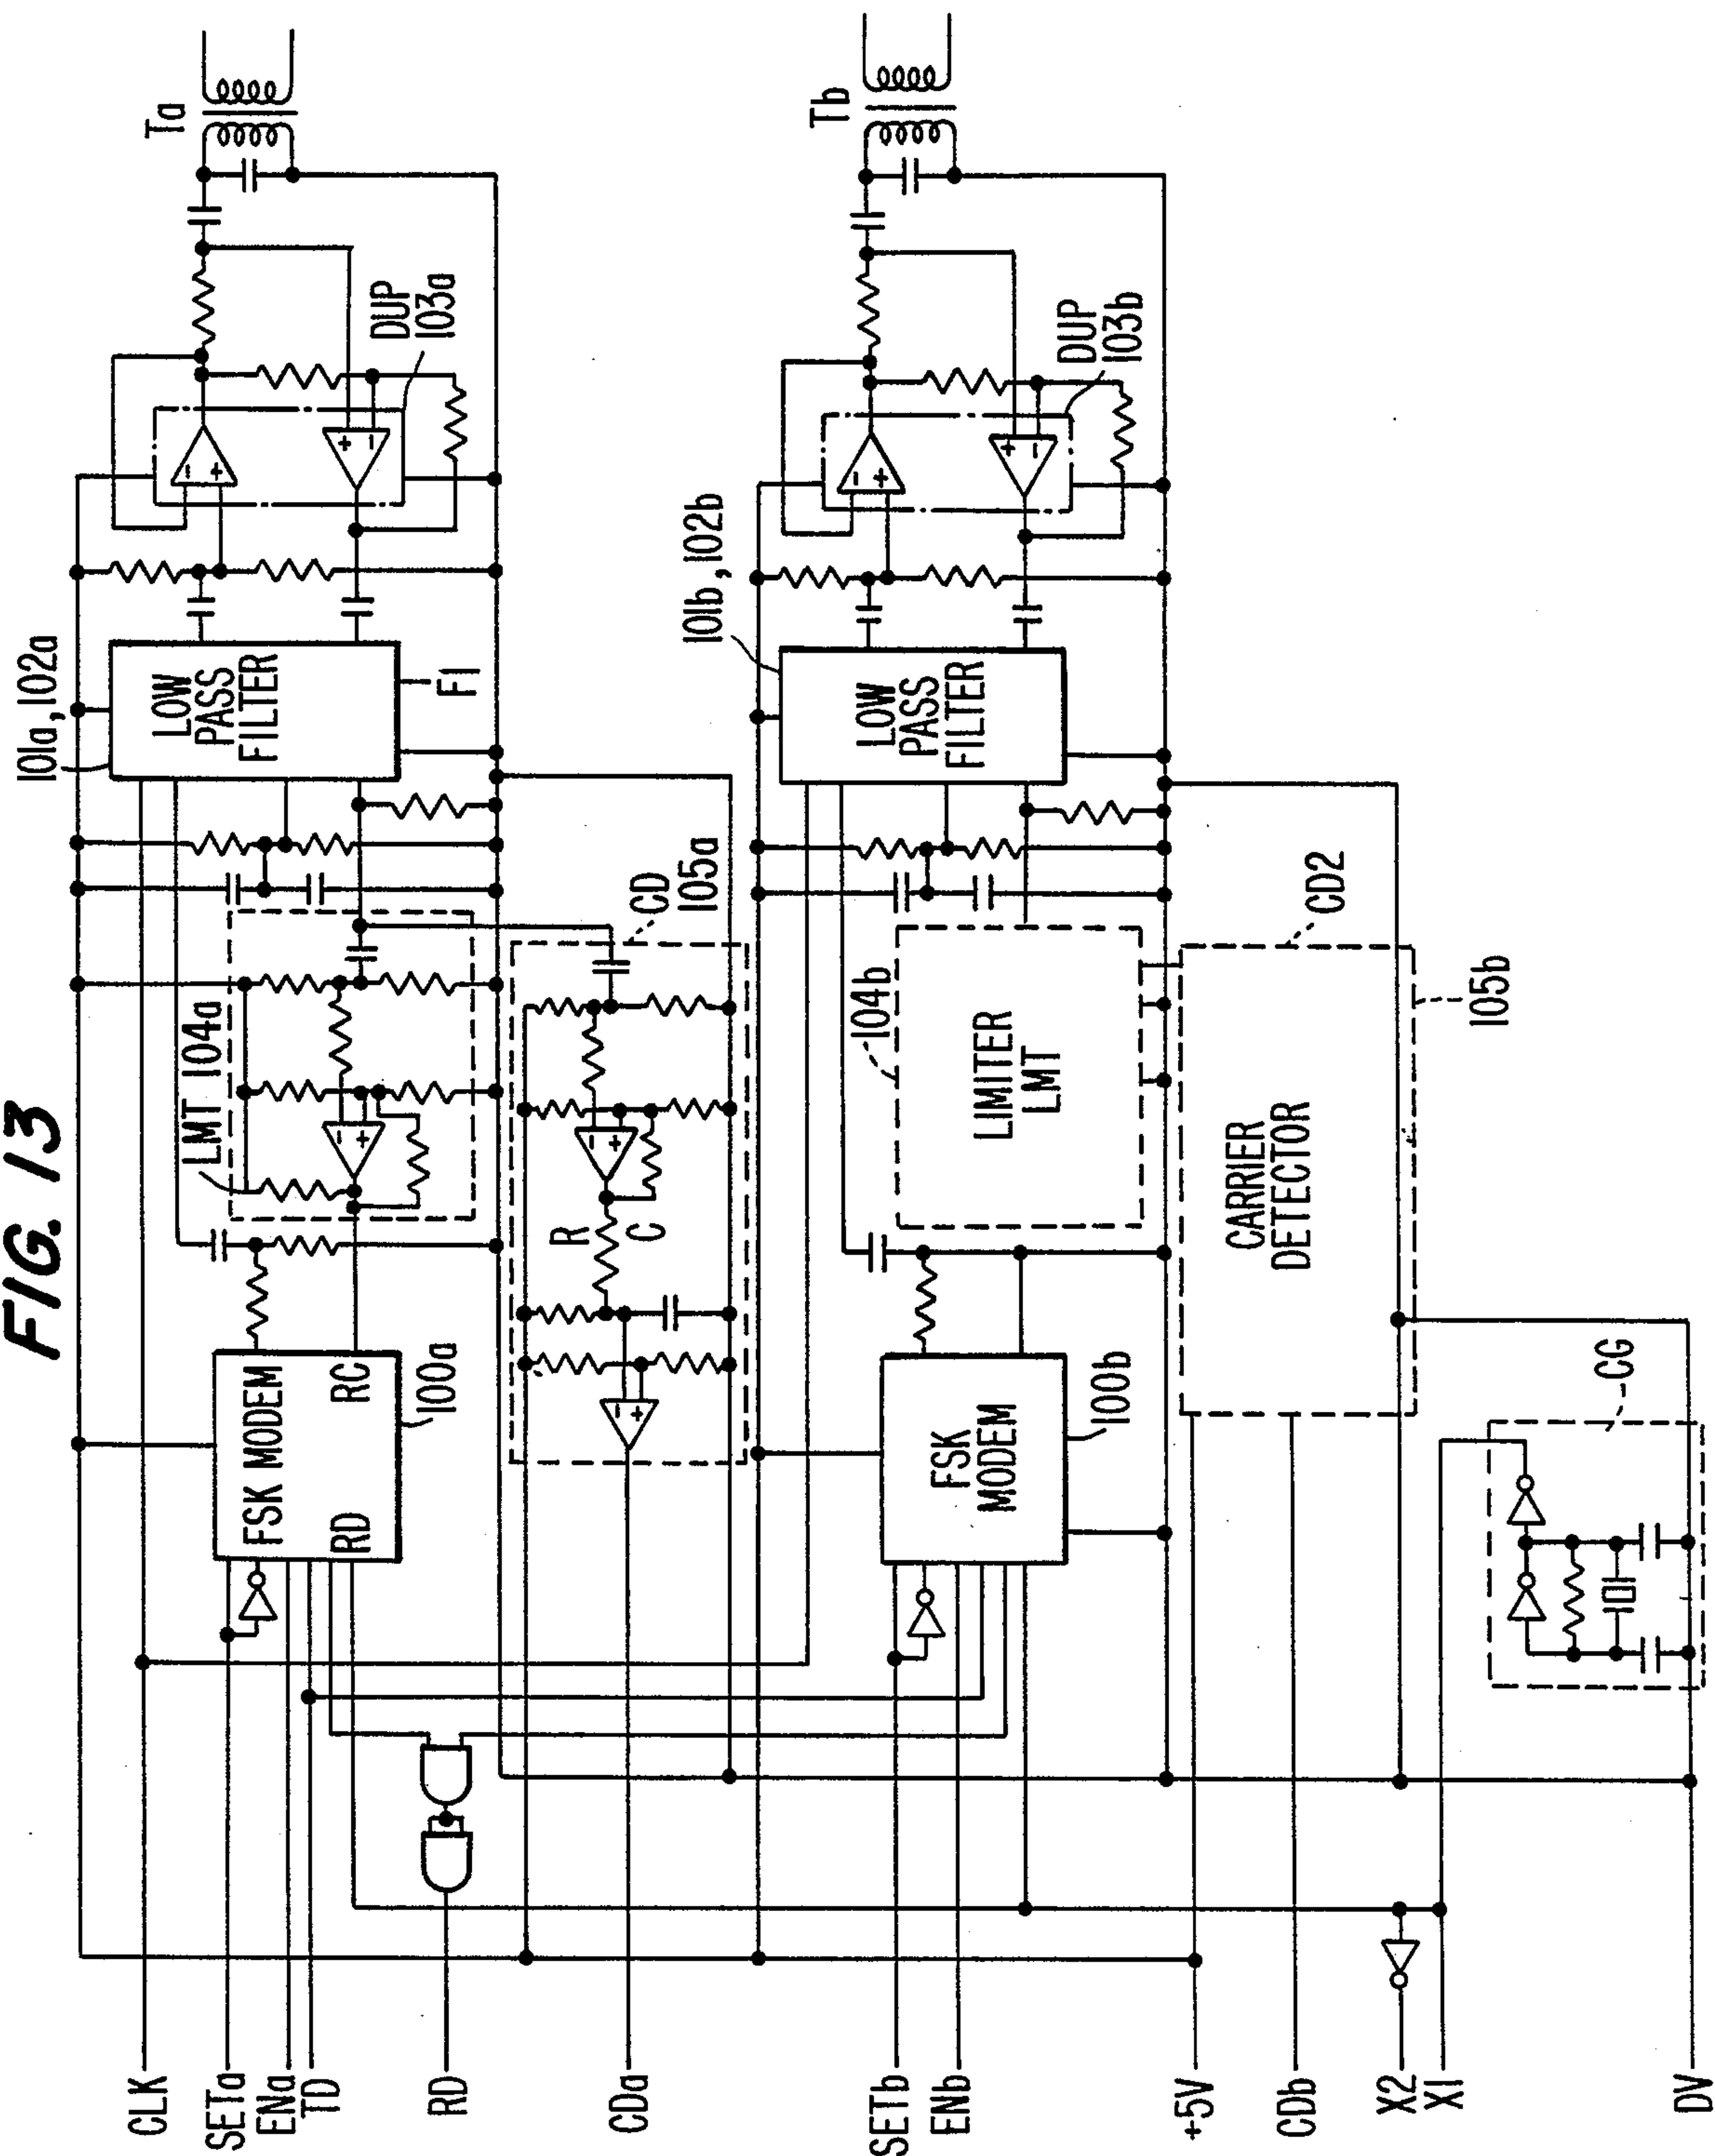 FIG. 13
Ta
101a, 102a
DUP
103a
LOW
PASS
FILTER
F1
LMT 104a
CD
105a
R
C
FSK MODEM
RC
RD
100a
CLK
SETa
ENa
TD
RD
CDa
Tb
101b, 102b
DUP
103b
LOW
PASS
FILTER
104b
LIMITER
LMT
CD2
105b
CARRIER
DETECTOR
FSK
MODEM
100b
CG
SETb
ENb
+5V
CDb
X2
X1
DV